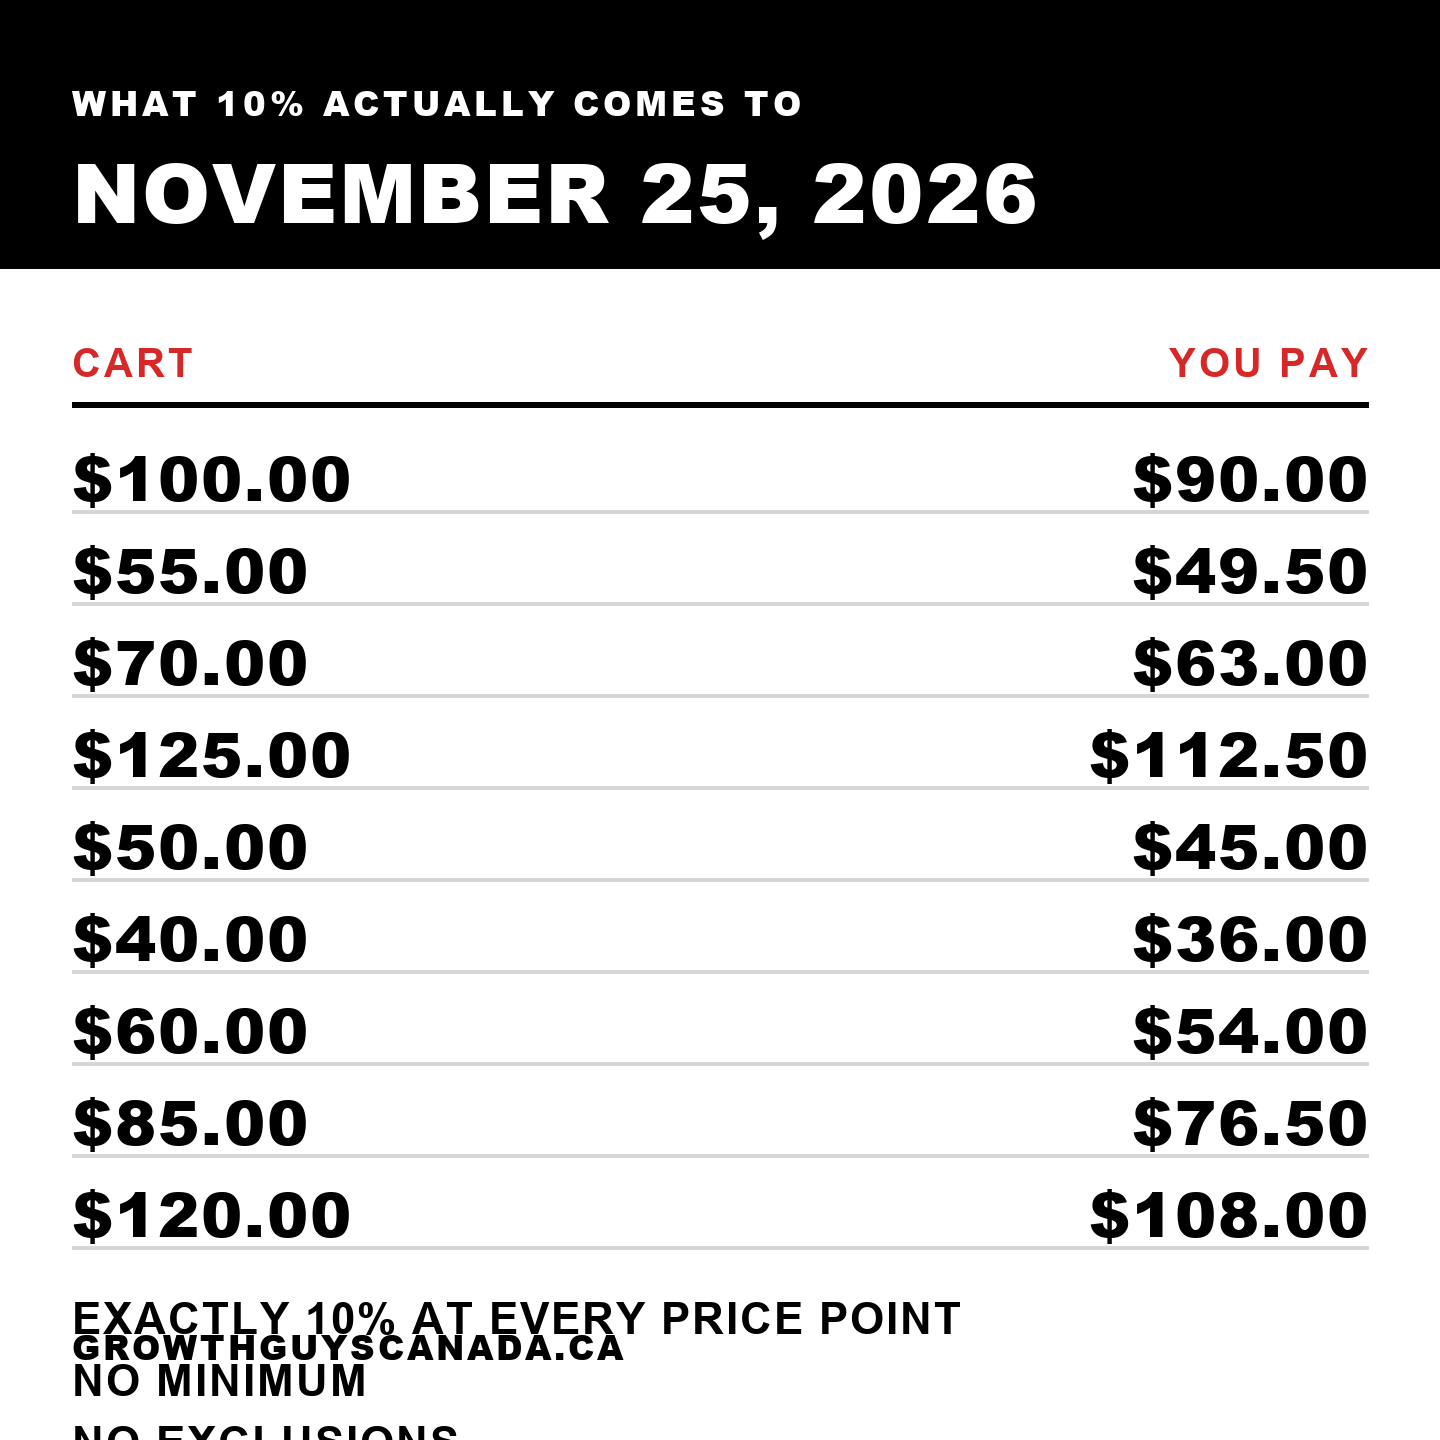 WHAT 10% ACTUALLY COMES TO
NOVEMBER 25, 2026
CART YOU PAY
$100.00 $90.00
$55.00 $49.50
$70.00 $63.00
$125.00 $112.50
$50.00 $45.00
$40.00 $36.00
$60.00 $54.00
$85.00 $76.50
$120.00 $108.00
EXACTLY 10% AT EVERY PRICE POINT
GROWTHGUYSCANADA.CA
NO MINIMUM
NO EXCLUSIONS